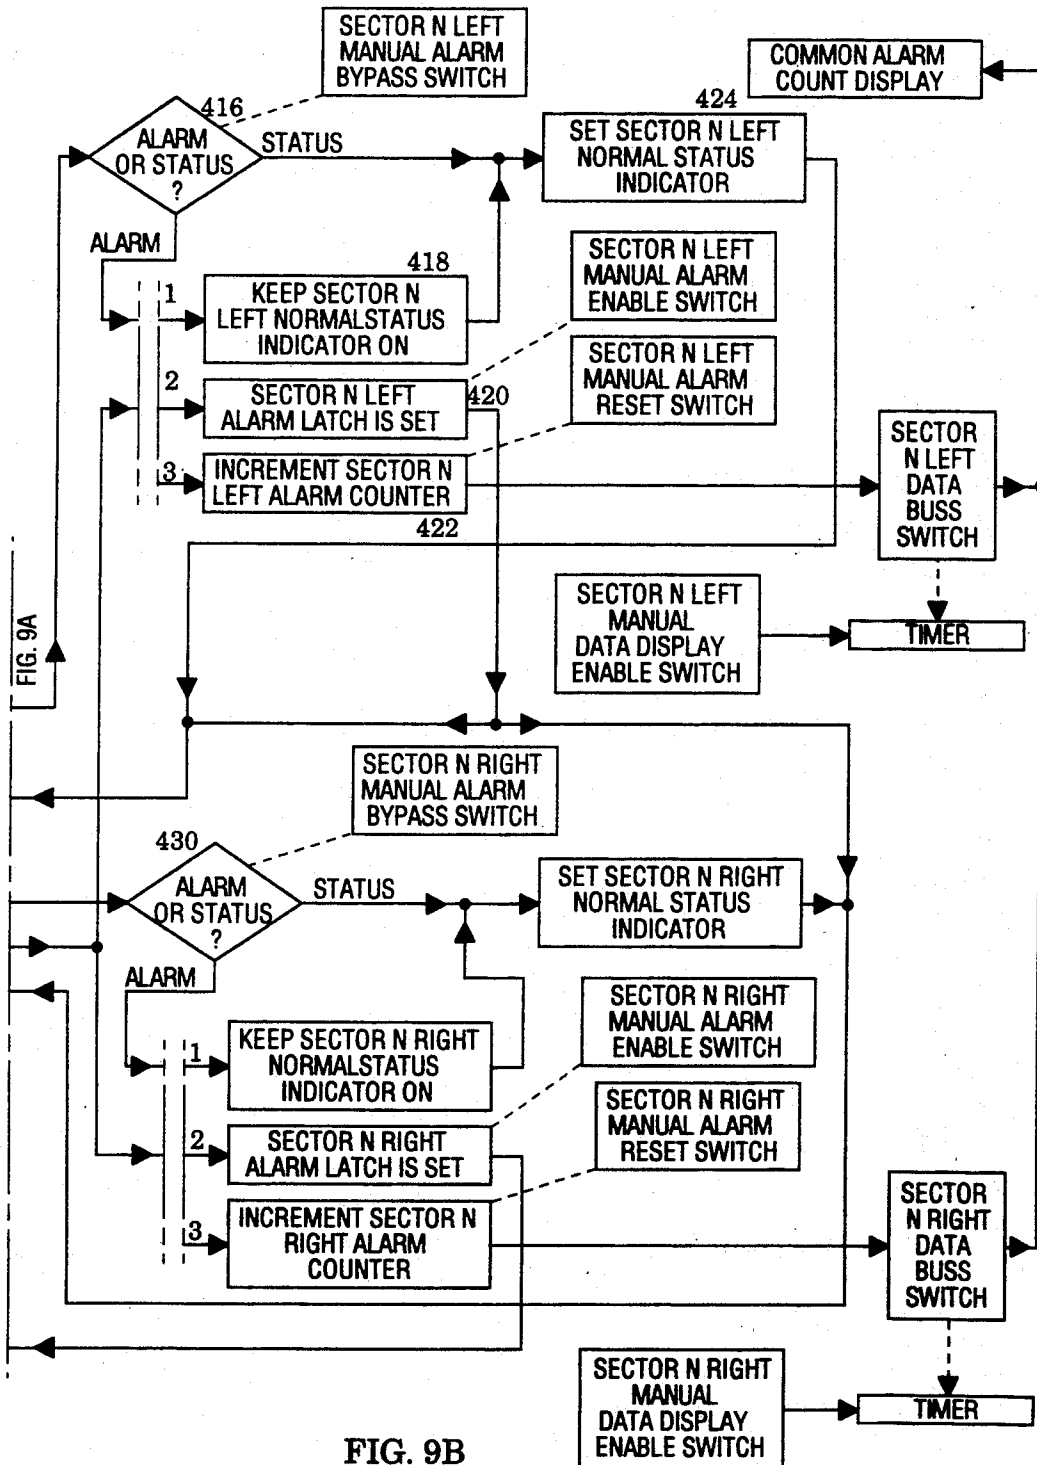 SECTOR N LEFT
MANUAL ALARM
BYPASS SWITCH
COMMON ALARM
COUNT DISPLAY
416
ALARM
OR STATUS
?
STATUS
424
SET SECTOR N LEFT
NORMAL STATUS
INDICATOR
ALARM
1
418
KEEP SECTOR N
LEFT NORMALSTATUS
INDICATOR ON
SECTOR N LEFT
MANUAL ALARM
ENABLE SWITCH
2
SECTOR N LEFT
ALARM LATCH IS SET
420
SECTOR N LEFT
MANUAL ALARM
RESET SWITCH
3
INCREMENT SECTOR N
LEFT ALARM COUNTER
422
SECTOR
N LEFT
DATA
BUSS
SWITCH
FIG. 9A
SECTOR N LEFT
MANUAL
DATA DISPLAY
ENABLE SWITCH
TIMER
SECTOR N RIGHT
MANUAL ALARM
BYPASS SWITCH
430
ALARM
OR STATUS
?
STATUS
SET SECTOR N RIGHT
NORMAL STATUS
INDICATOR
ALARM
1
KEEP SECTOR N RIGHT
NORMALSTATUS
INDICATOR ON
SECTOR N RIGHT
MANUAL ALARM
ENABLE SWITCH
2
SECTOR N RIGHT
ALARM LATCH IS SET
SECTOR N RIGHT
MANUAL ALARM
RESET SWITCH
3
INCREMENT SECTOR N
RIGHT ALARM
COUNTER
SECTOR
N RIGHT
DATA
BUSS
SWITCH
SECTOR N RIGHT
MANUAL
DATA DISPLAY
ENABLE SWITCH
TIMER
FIG. 9B